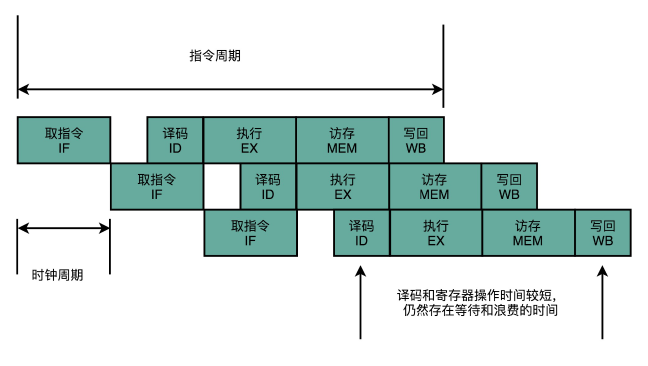 指令周期
取指令
IF
译码
ID
执行
EX
访存
MEM
写回
WB
取指令
IF
译码
ID
执行
EX
访存
MEM
写回
WB
取指令
IF
译码
ID
执行
EX
访存
MEM
写回
WB
时钟周期
译码和寄存器操作时间较短,
仍然存在等待和浪费的时间